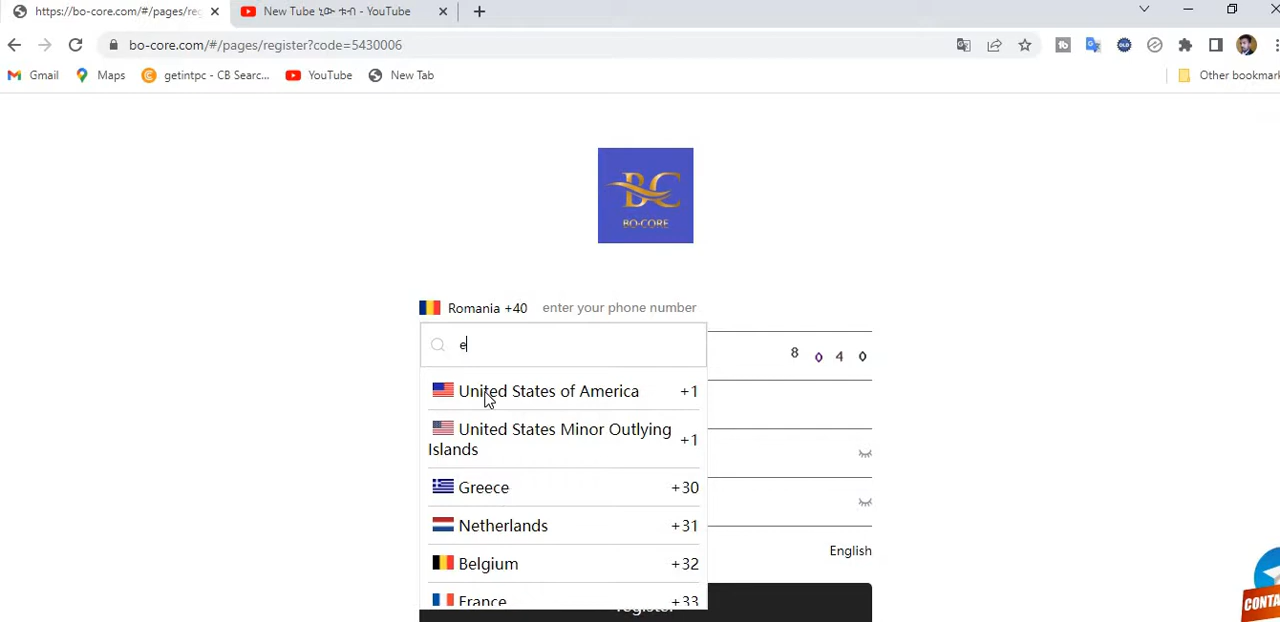 https://bo-core.com/#/pages/reg
New Tube ኒው ቱብ - YouTube
bo-core.com/#/pages/register?code=5430006
Gmail
Maps
getintpc - CB Searc...
YouTube
New Tab
Other bookmark
BC
BO-CORE
Romania +40
enter your phone number
e
8 0 4 0
United States of America +1
United States Minor Outlying
Islands +1
Greece +30
Netherlands +31
Belgium +32
English
France +33
register
CONTA